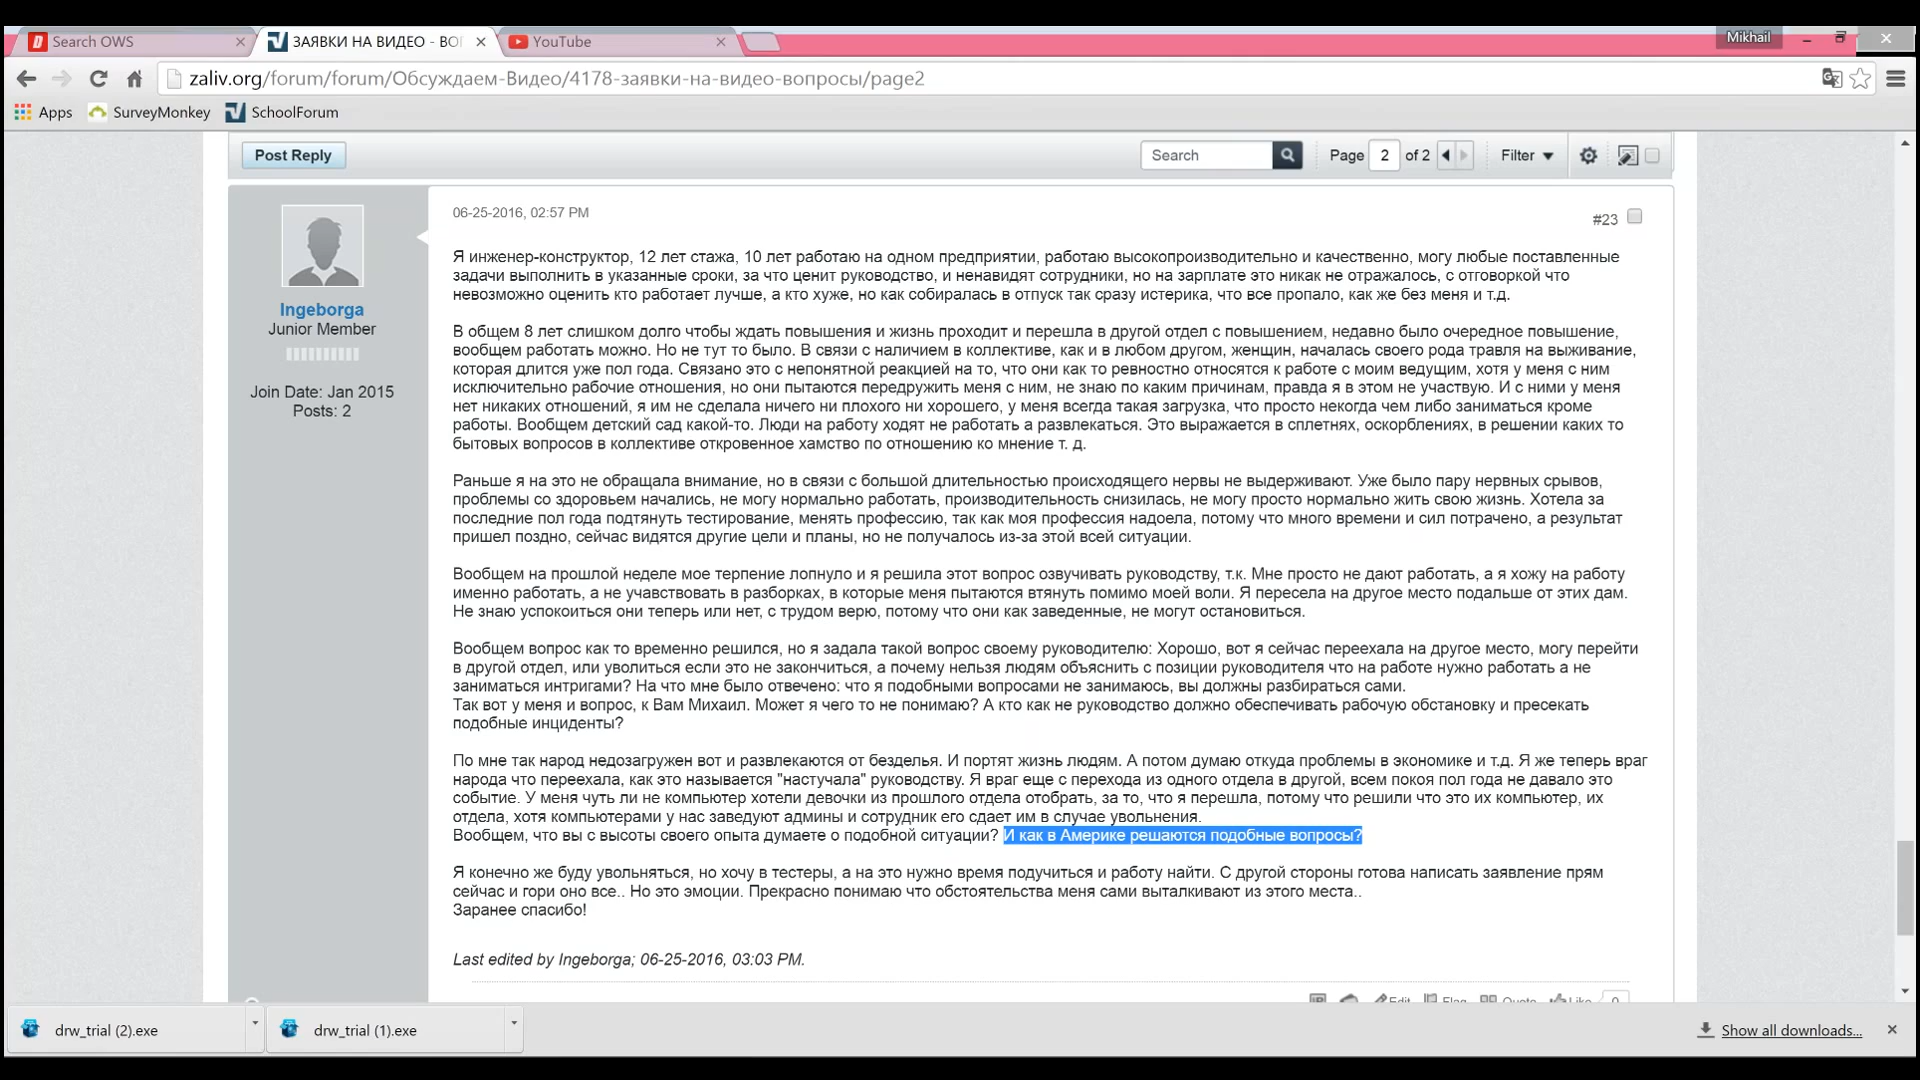 Search OWS
ЗАЯВКИ НА ВИДЕО - ВО
YouTube
Mikhail
zaliv.org/forum/forum/Обсуждаем-Видео/4178-заявки-на-видео-вопросы/page2
Apps SurveyMonkey SchoolForum
Post Reply
Search
Page 2 of 2
Filter
06-25-2016, 02:57 PM
#23
Ingeborga
Junior Member
Join Date: Jan 2015
Posts: 2
Я инженер-конструктор, 12 лет стажа, 10 лет работаю на одном предприятии, работаю высокопроизводительно и качественно, могу любые поставленные
задачи выполнить в указанные сроки, за что ценит руководство, и ненавидят сотрудники, но на зарплате это никак не отражалось, с отговоркой что
невозможно оценить кто работает лучше, а кто хуже, но как собиралась в отпуск так сразу истерика, что все пропало, как же без меня и т.д.
В общем 8 лет слишком долго чтобы ждать повышения и жизнь проходит и перешла в другой отдел с повышением, недавно было очередное повышение,
вообщем работать можно. Но не тут то было. В связи с наличием в коллективе, как и в любом другом, женщин, началась своего рода травля на выживание,
которая длится уже пол года. Связано это с непонятной реакцией на то, что они как то ревностно относятся к работе с моим ведущим, хотя у меня с ним
исключительно рабочие отношения, но они пытаются передружить меня с ним, не знаю по каким причинам, правда я в этом не участвую. И с ними у меня
нет никаких отношений, я им не сделала ничего ни плохого ни хорошего, у меня всегда такая загрузка, что просто некогда чем либо заниматься кроме
работы. Вообщем детский сад какой-то. Люди на работу ходят не работать а развлекаться. Это выражается в сплетнях, оскорблениях, в решении каких то
бытовых вопросов в коллективе откровенное хамство по отношению ко мнение т. д.
Раньше я на это не обращала внимание, но в связи с большой длительностью происходящего нервы не выдерживают. Уже было пару нервных срывов,
проблемы со здоровьем начались, не могу нормально работать, производительность снизилась, не могу просто нормально жить свою жизнь. Хотела за
последние пол года подтянуть тестирование, менять профессию, так как моя профессия надоела, потому что много времени и сил потрачено, а результат
пришел поздно, сейчас видятся другие цели и планы, но не получалось из-за этой всей ситуации.
Вообщем на прошлой неделе мое терпение лопнуло и я решила этот вопрос озвучивать руководству, т.к. Мне просто не дают работать, а я хожу на работу
именно работать, а не учавствовать в разборках, в которые меня пытаются втянуть помимо моей воли. Я пересела на другое место подальше от этих дам.
Не знаю успокоиться они теперь или нет, с трудом верю, потому что они как заведенные, не могут остановиться.
Вообщем вопрос как то временно решился, но я задала такой вопрос своему руководителю: Хорошо, вот я сейчас переехала на другое место, могу перейти
в другой отдел, или уволиться если это не закончиться, а почему нельзя людям объяснить с позиции руководителя что на работе нужно работать а не
заниматься интригами? На что мне было отвечено: что я подобными вопросами не занимаюсь, вы должны разбираться сами.
Так вот у меня и вопрос, к Вам Михаил. Может я чего то не понимаю? А кто как не руководство должно обеспечивать рабочую обстановку и пресекать
подобные инциденты?
По мне так народ недозагружен вот и развлекаются от безделья. И портят жизнь людям. А потом думаю откуда проблемы в экономике и т.д. Я же теперь враг
народа что переехала, как это называется "настучала" руководству. Я враг еще с перехода из одного отдела в другой, всем покоя пол года не давало это
событие. У меня чуть ли не компьютер хотели девочки из прошлого отдела отобрать, за то, что я перешла, потому что решили что это их компьютер, их
отдела, хотя компьютерами у нас заведуют админы и сотрудник его сдает им в случае увольнения.
Вообщем, что вы с высоты своего опыта думаете о подобной ситуации? И как в Америке решаются подобные вопросы?
Я конечно же буду увольняться, но хочу в тестеры, а на это нужно время подучиться и работу найти. С другой стороны готова написать заявление прям
сейчас и гори оно все.. Но это эмоции. Прекрасно понимаю что обстоятельства меня сами выталкивают из этого места..
Заранее спасибо!
Last edited by Ingeborga; 06-25-2016, 03:03 PM.
Edit Flag Quote Like 0
drw_trial (2).exe
drw_trial (1).exe
Show all downloads...